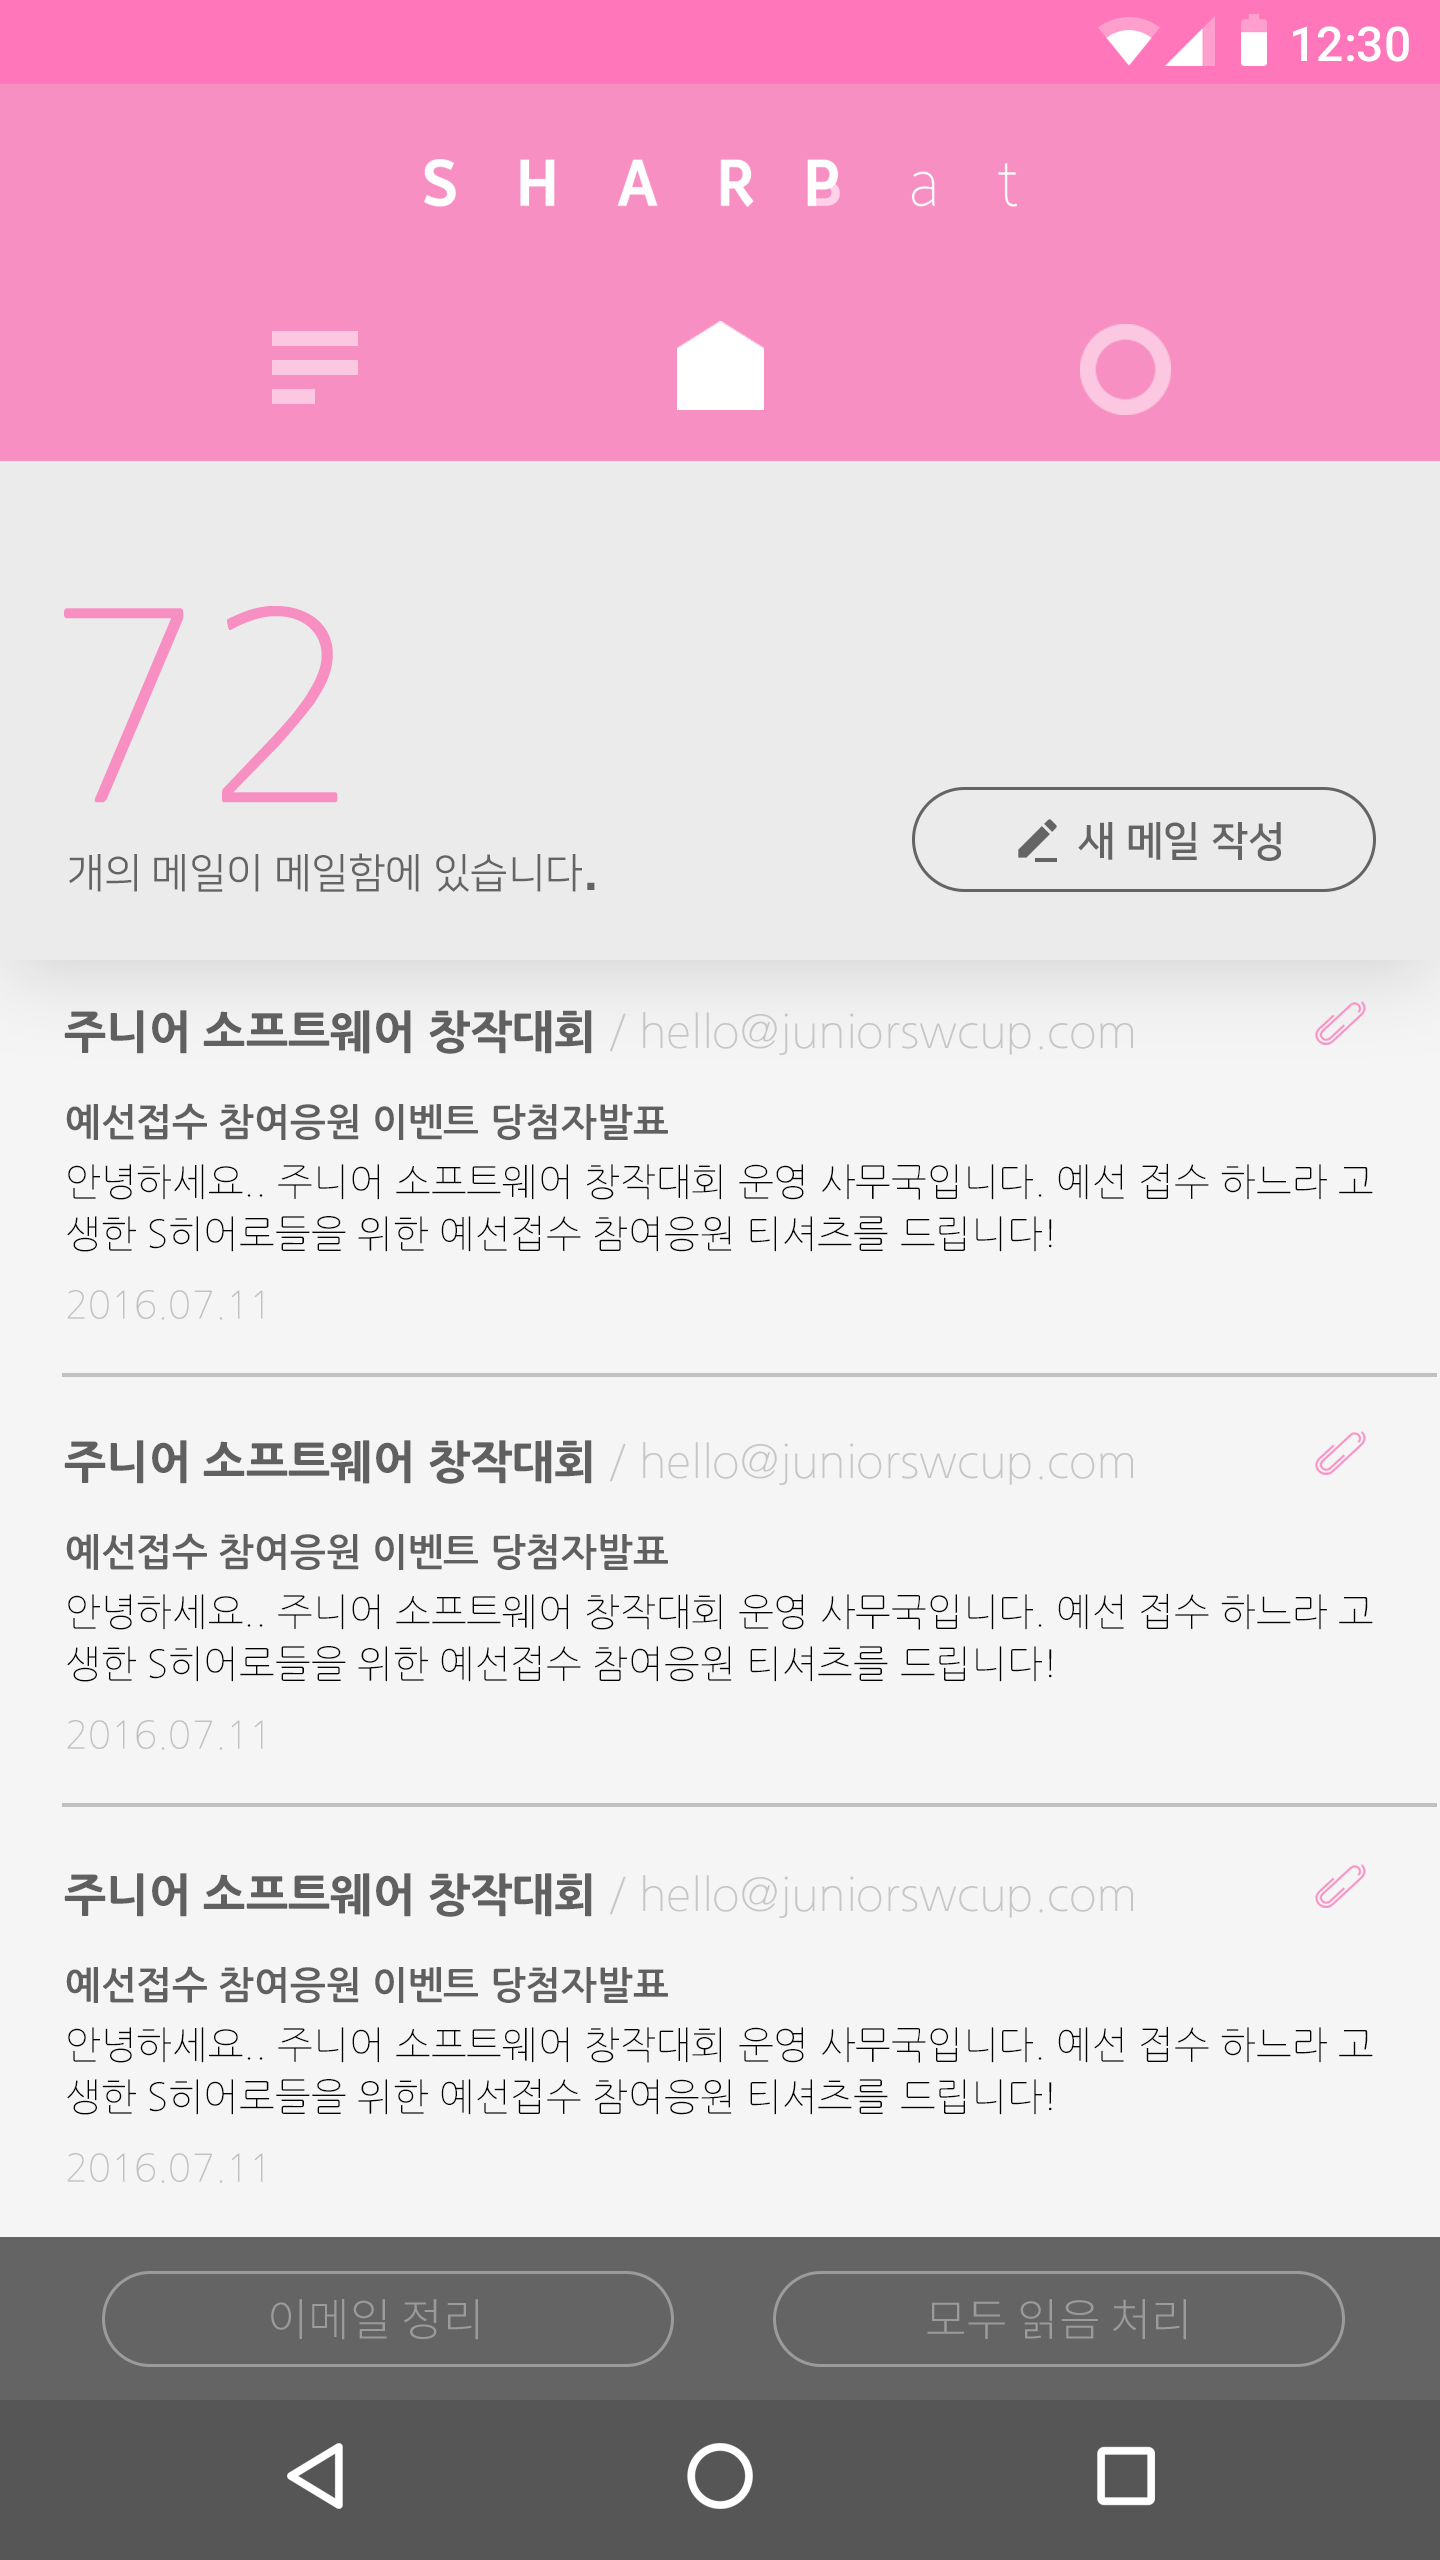 12:30
S H A R B a t
72
개의 메일이 메일함에 있습니다.
새 메일 작성
주니어 소프트웨어 창작대회 / hello@juniorswcup.com
예선접수 참여응원 이벤트 당첨자발표
안녕하세요.. 주니어 소프트웨어 창작대회 운영 사무국입니다. 예선 접수 하느라 고
생한 S히어로들을 위한 예선접수 참여응원 티셔츠를 드립니다!
2016.07.11
주니어 소프트웨어 창작대회 / hello@juniorswcup.com
예선접수 참여응원 이벤트 당첨자발표
안녕하세요.. 주니어 소프트웨어 창작대회 운영 사무국입니다. 예선 접수 하느라 고
생한 S히어로들을 위한 예선접수 참여응원 티셔츠를 드립니다!
2016.07.11
주니어 소프트웨어 창작대회 / hello@juniorswcup.com
예선접수 참여응원 이벤트 당첨자발표
안녕하세요.. 주니어 소프트웨어 창작대회 운영 사무국입니다. 예선 접수 하느라 고
생한 S히어로들을 위한 예선접수 참여응원 티셔츠를 드립니다!
2016.07.11
이메일 정리
모두 읽음 처리